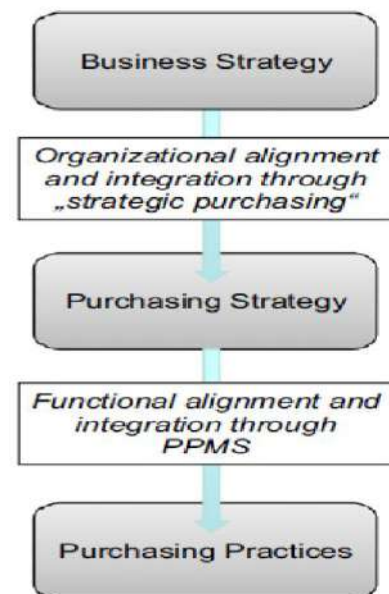 Business Strategy
Organizational alignment
and integration through
„strategic purchasing“
Purchasing Strategy
Functional alignment and
integration through
PPMS
Purchasing Practices